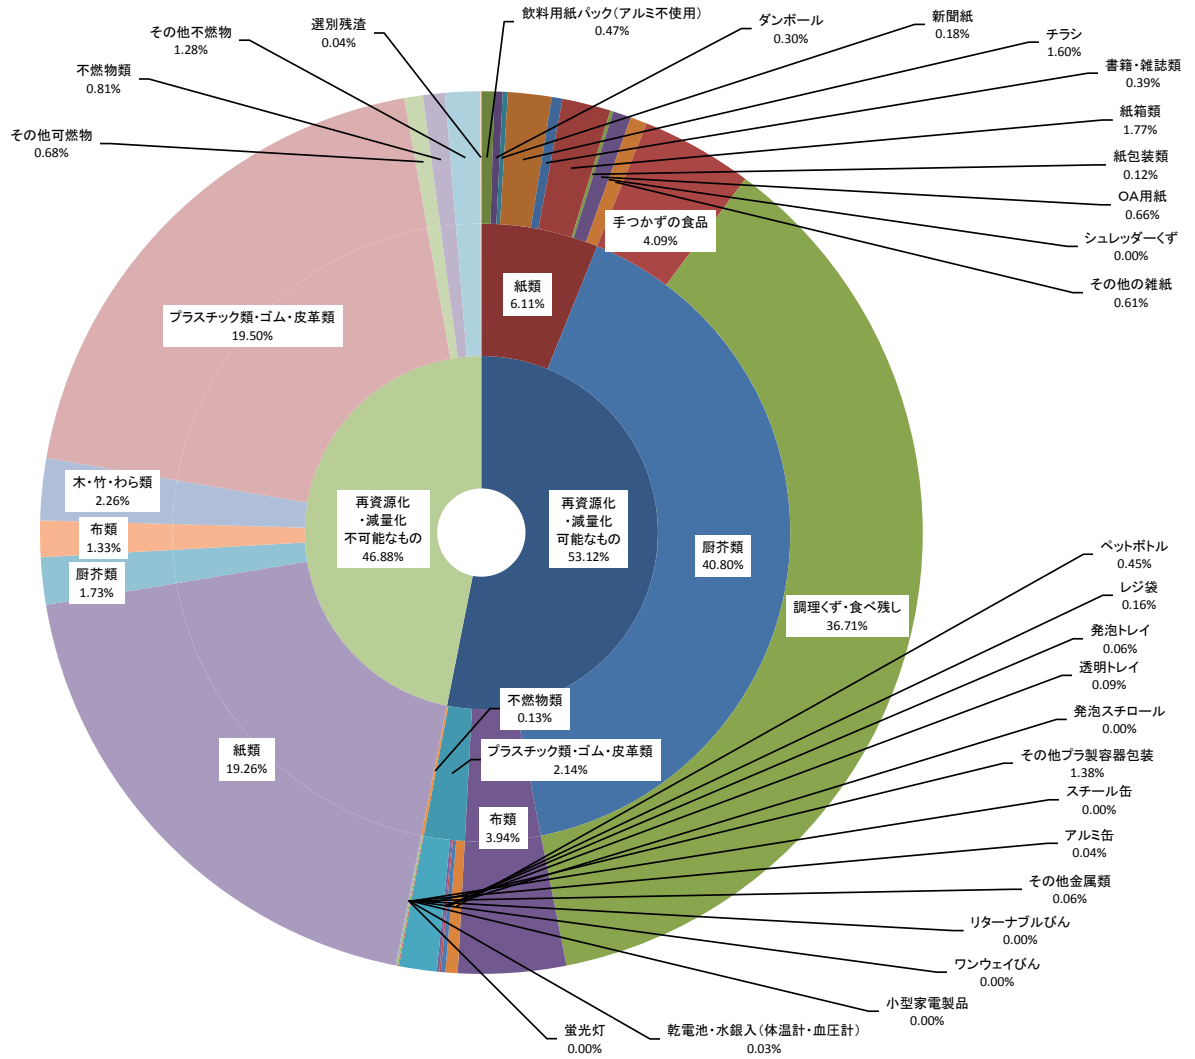 飲料用紙パック（アルミ不使用）
0.47%
ダンボール
0.30%
新聞紙
0.18%
チラシ
1.60%
書籍・雑誌類
0.39%
紙箱類
1.77%
紙包装類
0.12%
OA用紙
0.66%
シュレッダーくず
0.00%
その他の雑紙
0.61%
選別残渣
0.04%
その他不燃物
1.28%
不燃物類
0.81%
その他可燃物
0.68%
手つかずの食品
4.09%
紙類
6.11%
プラスチック類・ゴム・皮革類
19.50%
木・竹・わら類
2.26%
布類
1.33%
厨芥類
1.73%
再資源化
・減量化
不可能なもの
46.88%
再資源化
・減量化
可能なもの
53.12%
厨芥類
40.80%
調理くず・食べ残し
36.71%
ペットボトル
0.45%
レジ袋
0.16%
発泡トレイ
0.06%
透明トレイ
0.09%
発泡スチロール
0.00%
その他プラ製容器包装
1.38%
スチール缶
0.00%
アルミ缶
0.04%
その他金属類
0.06%
リターナブルびん
0.00%
ワンウェイびん
0.00%
小型家電製品
0.00%
乾電池・水銀入（体温計・血圧計）
0.03%
蛍光灯
0.00%
不燃物類
0.13%
プラスチック類・ゴム・皮革類
2.14%
布類
3.94%
紙類
19.26%